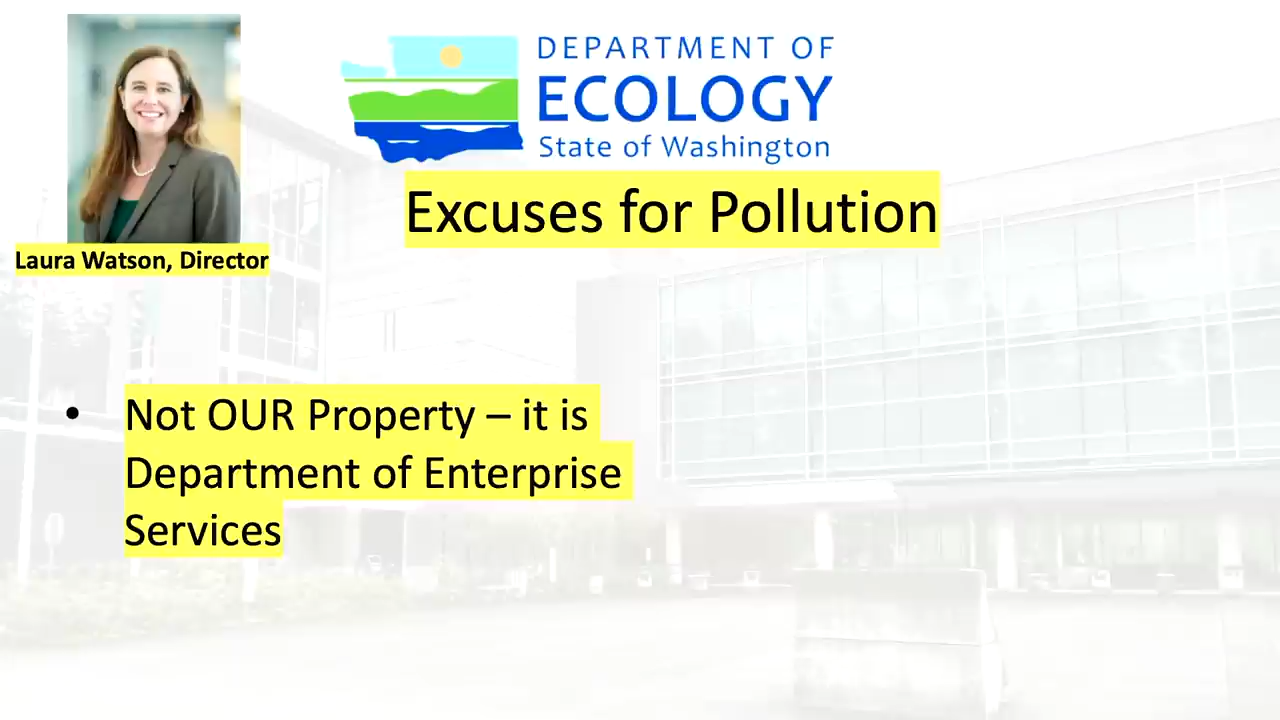 DEPARTMENT OF
ECOLOGY
State of Washington
Excuses for Pollution
Laura Watson, Director
• Not OUR Property – it is
Department of Enterprise
Services